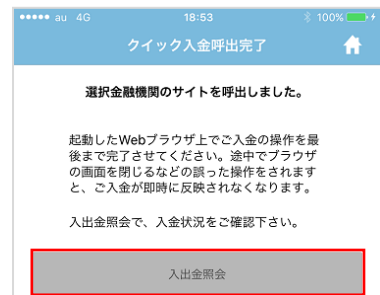 au 4G 18:53 100%
クイック入金呼出完了
選択金融機関のサイトを呼出しました。
起動したWebブラウザ上でご入金の操作を最
後まで完了させてください。途中でブラウザ
の画面を閉じるなどの誤った操作をされます
と、ご入金が即時に反映されなくなります。
入出金照会で、入金状況をご確認下さい。
入出金照会